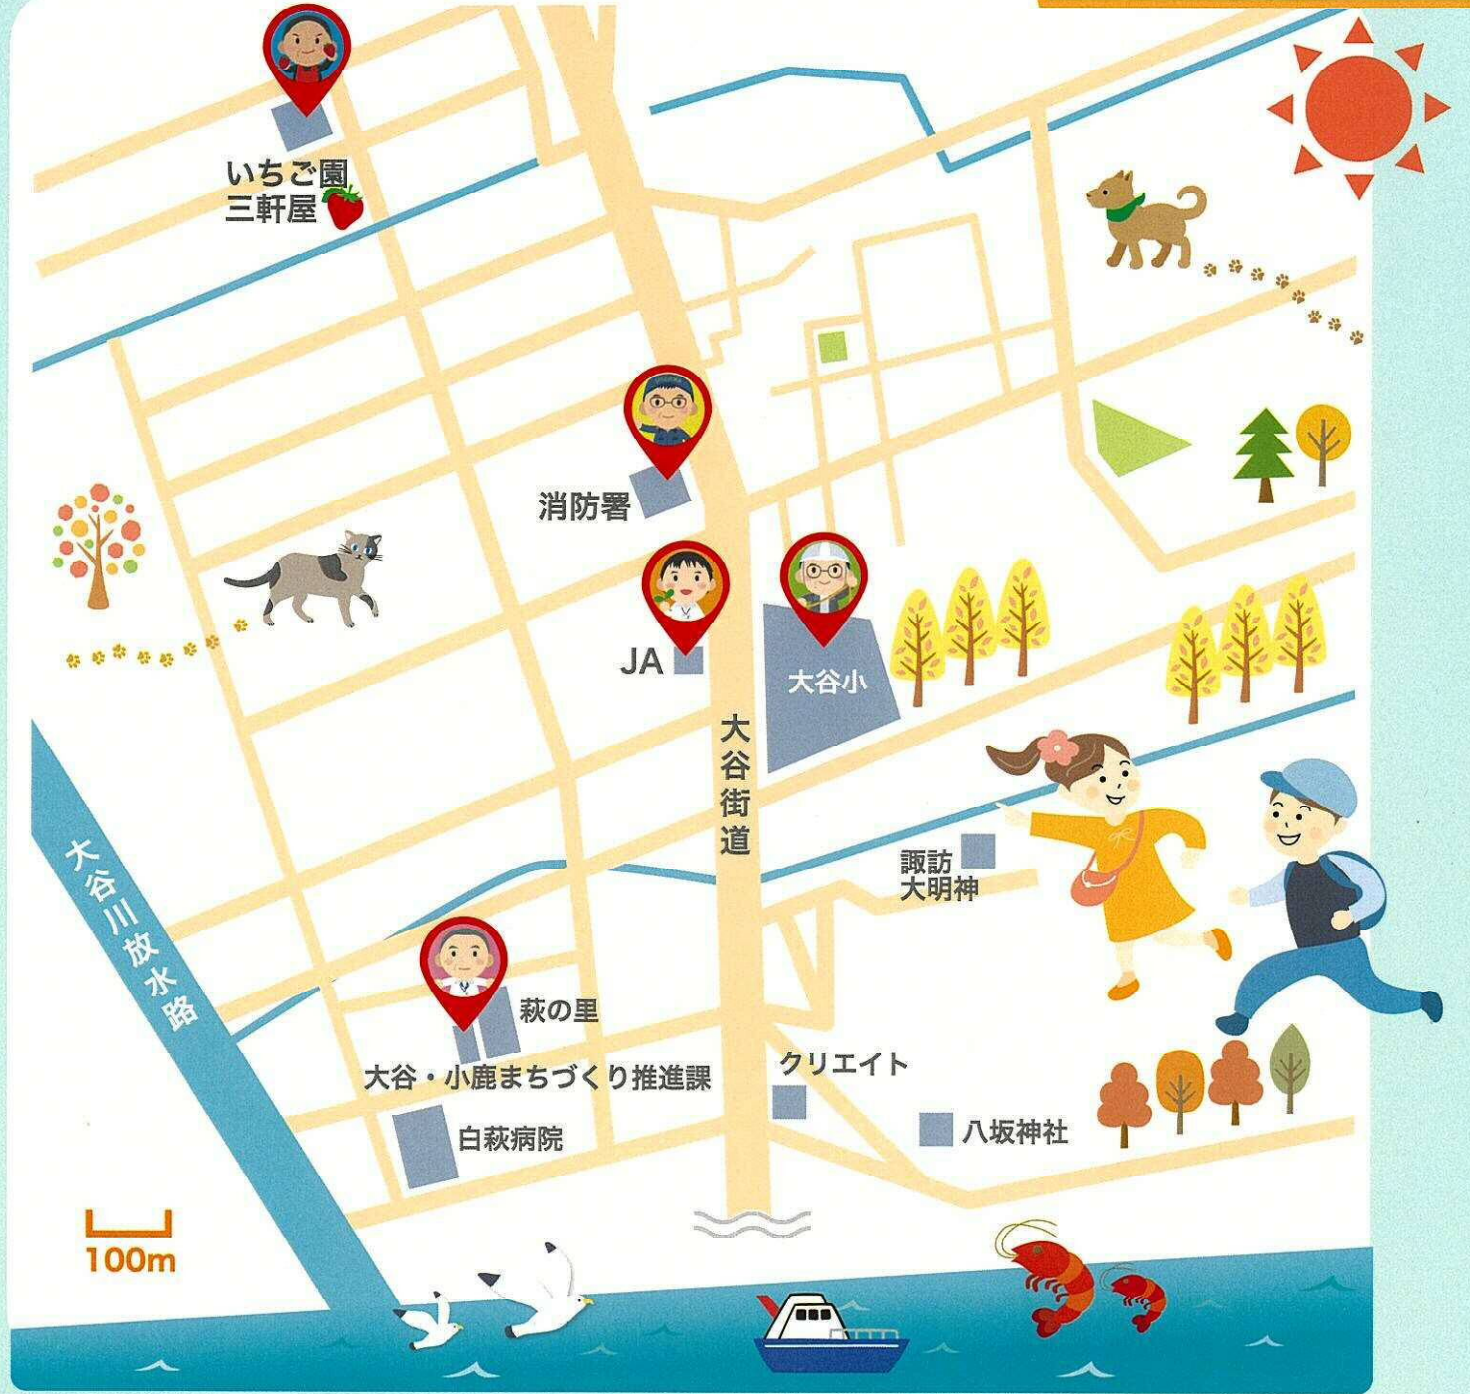 いちご園
三軒屋
消防署
JA
大谷小
大谷街道
諏訪
大明神
大谷川放水路
萩の里
大谷・小鹿まちづくり推進課
クリエイト
白萩病院
八坂神社
100m